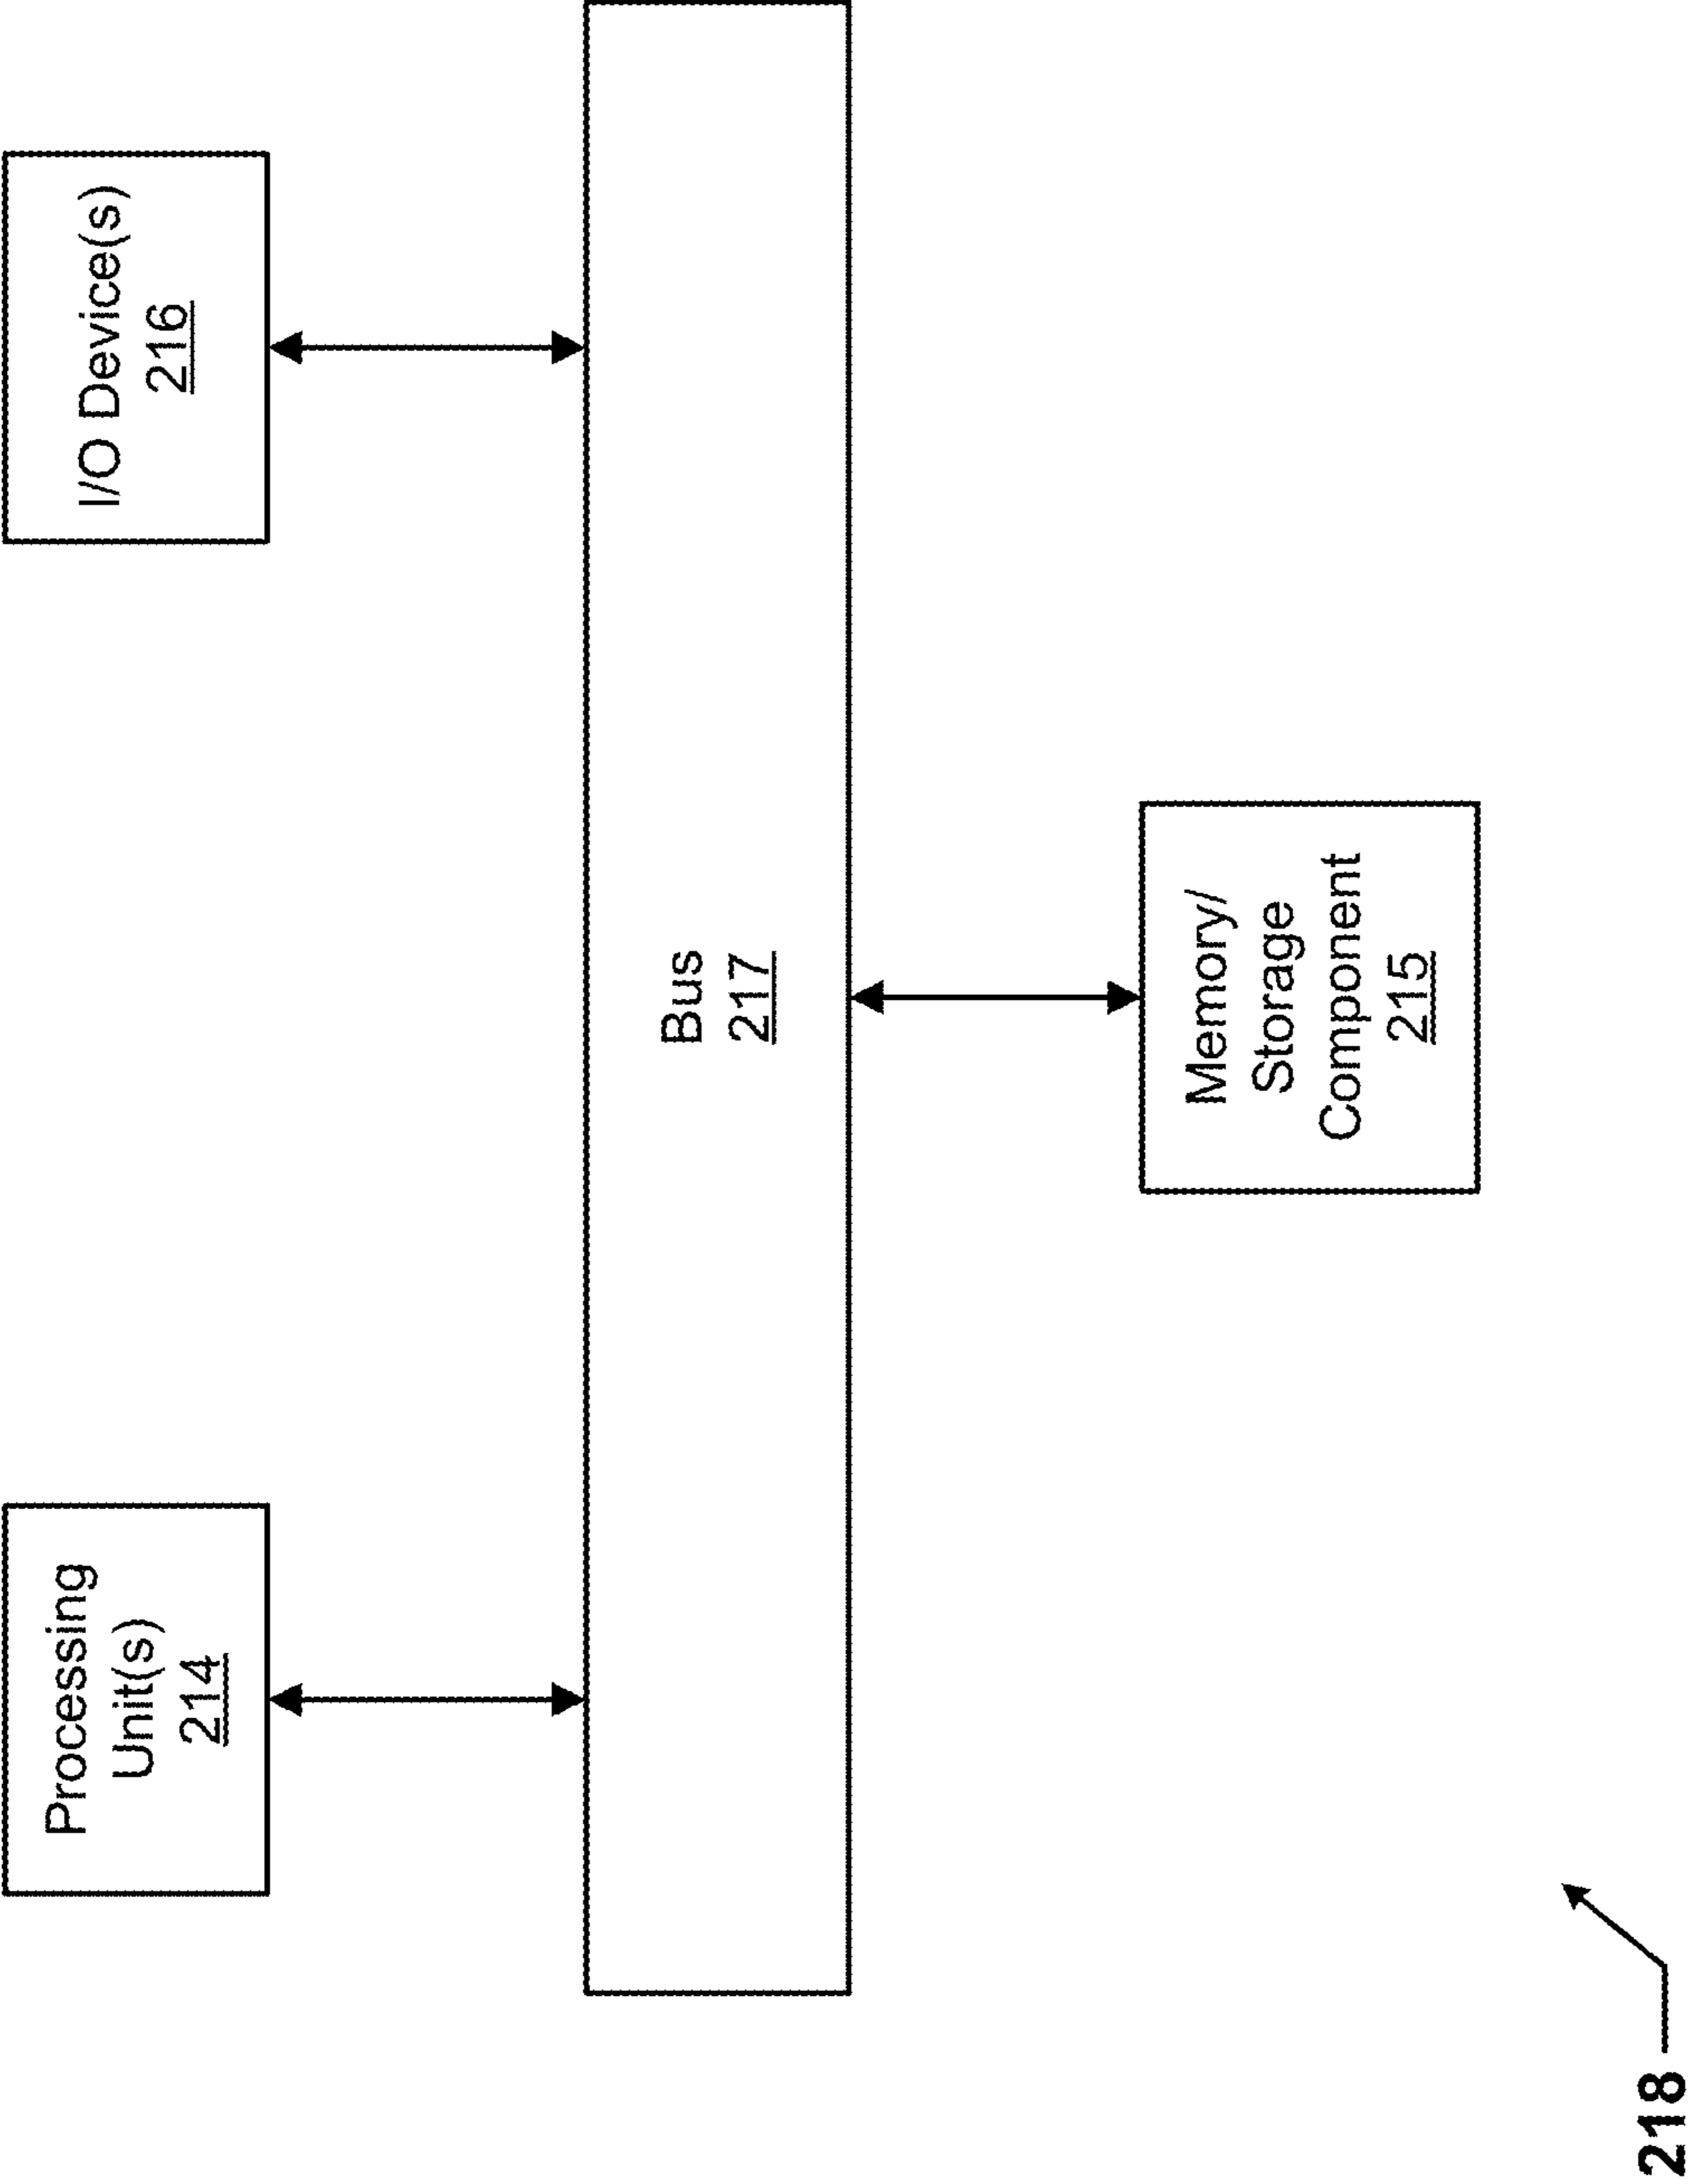 Processing
Unit(s)
214
I/O Device(s)
216
Bus
217
Memory/
Storage
Component
215
218